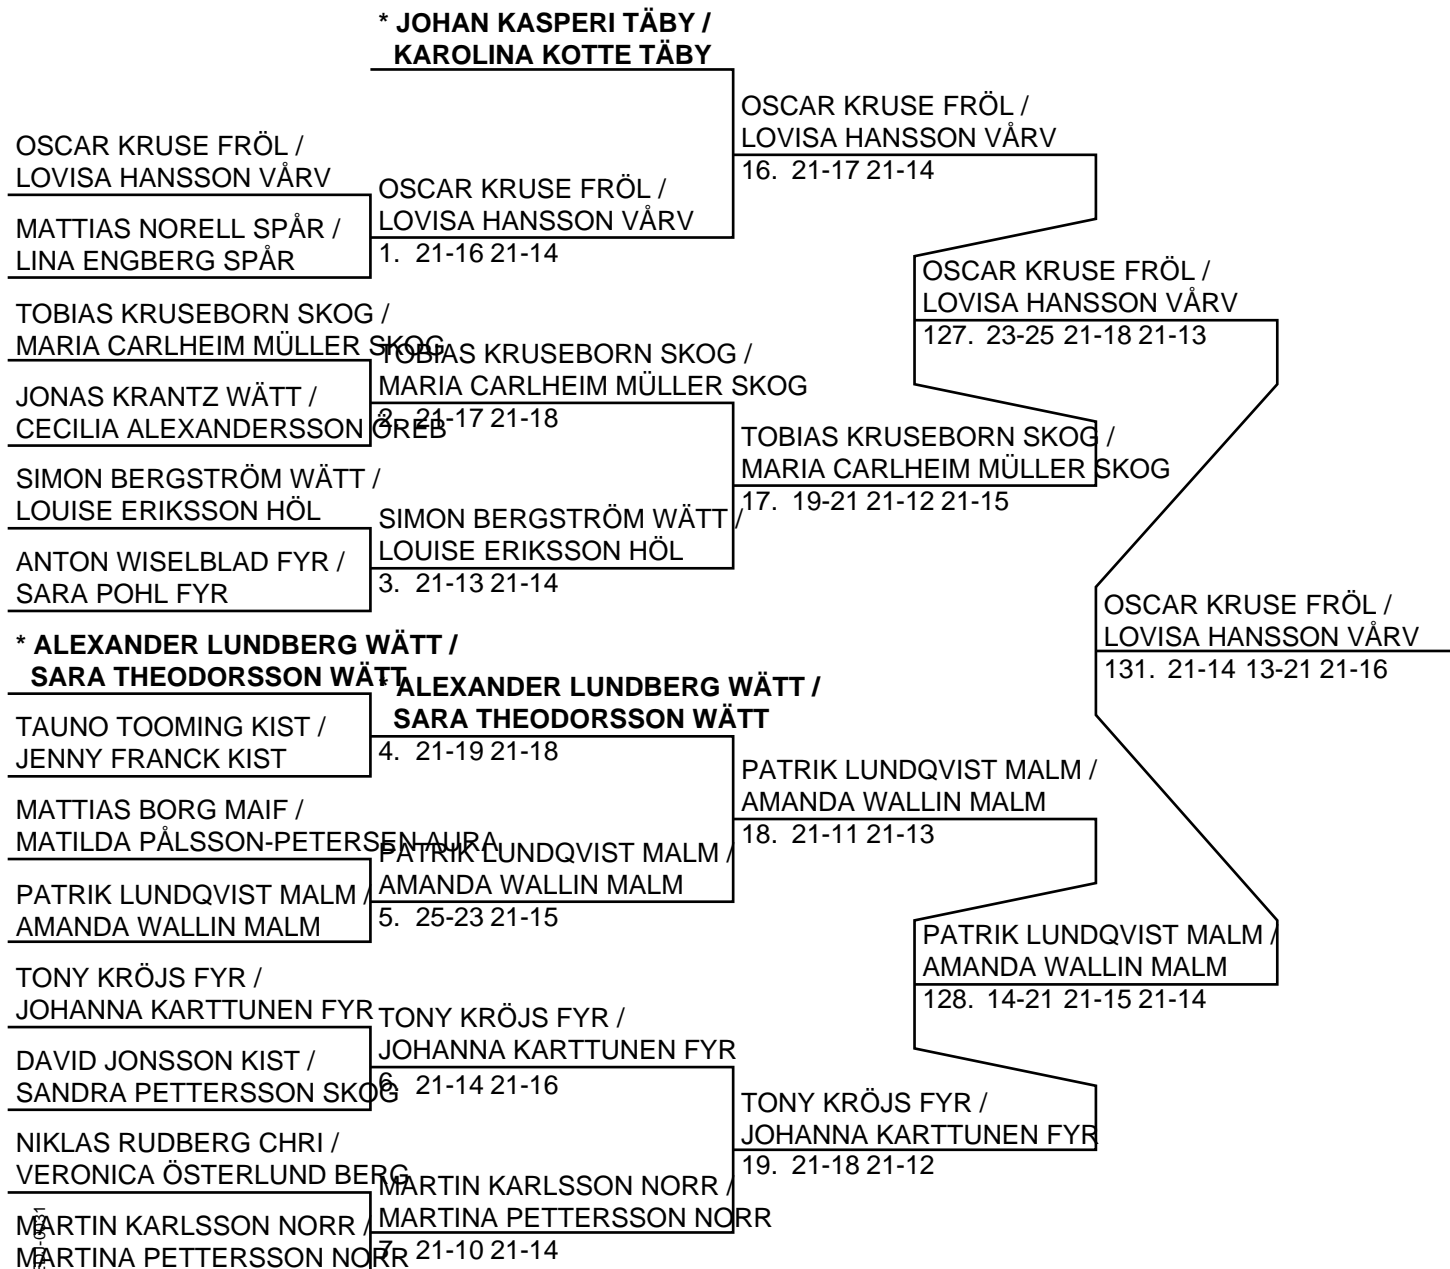 * JOHAN KASPERI TÄBY /
KAROLINA KOTTE TÄBY
OSCAR KRUSE FRÖL /
LOVISA HANSSON VÅRV
MATTIAS NORELL SPÅR /
LINA ENGBERG SPÅR
TOBIAS KRUSEBORN SKOG /
MARIA CARLHEIM MÜLLER SKOG
JONAS KRANTZ WÄTT /
CECILIA ALEXANDERSSON ÖREB
SIMON BERGSTRÖM WÄTT /
LOUISE ERIKSSON HÖL
ANTON WISELBLAD FYR /
SARA POHL FYR
* ALEXANDER LUNDBERG WÄTT /
SARA THEODORSSON WÄTT
TAUNO TOOMING KIST /
JENNY FRANCK KIST
MATTIAS BORG MAIF /
MATILDA PÅLSSON-PETERSEN AURA
PATRIK LUNDQVIST MALM /
AMANDA WALLIN MALM
TONY KRÖJS FYR /
JOHANNA KARTTUNEN FYR
DAVID JONSSON KIST /
SANDRA PETTERSSON SKOG
NIKLAS RUDBERG CHRI /
VERONICA ÖSTERLUND BERG
MARTIN KARLSSON NORR /
MARTINA PETTERSSON NORR
OSCAR KRUSE FRÖL /
LOVISA HANSSON VÅRV
1. 21-16 21-14
TOBIAS KRUSEBORN SKOG /
MARIA CARLHEIM MÜLLER SKOG
2. 21-17 21-18
SIMON BERGSTRÖM WÄTT /
LOUISE ERIKSSON HÖL
3. 21-13 21-14
* ALEXANDER LUNDBERG WÄTT /
SARA THEODORSSON WÄTT
4. 21-19 21-18
PATRIK LUNDQVIST MALM /
AMANDA WALLIN MALM
5. 25-23 21-15
TONY KRÖJS FYR /
JOHANNA KARTTUNEN FYR
6. 21-14 21-16
MARTIN KARLSSON NORR /
MARTINA PETTERSSON NORR
7. 21-10 21-14
OSCAR KRUSE FRÖL /
LOVISA HANSSON VÅRV
16. 21-17 21-14
TOBIAS KRUSEBORN SKOG /
MARIA CARLHEIM MÜLLER SKOG
17. 19-21 21-12 21-15
PATRIK LUNDQVIST MALM /
AMANDA WALLIN MALM
18. 21-11 21-13
TONY KRÖJS FYR /
JOHANNA KARTTUNEN FYR
19. 21-18 21-12
OSCAR KRUSE FRÖL /
LOVISA HANSSON VÅRV
127. 23-25 21-18 21-13
PATRIK LUNDQVIST MALM /
AMANDA WALLIN MALM
128. 14-21 21-15 21-14
OSCAR KRUSE FRÖL /
LOVISA HANSSON VÅRV
131. 21-14 13-21 21-16